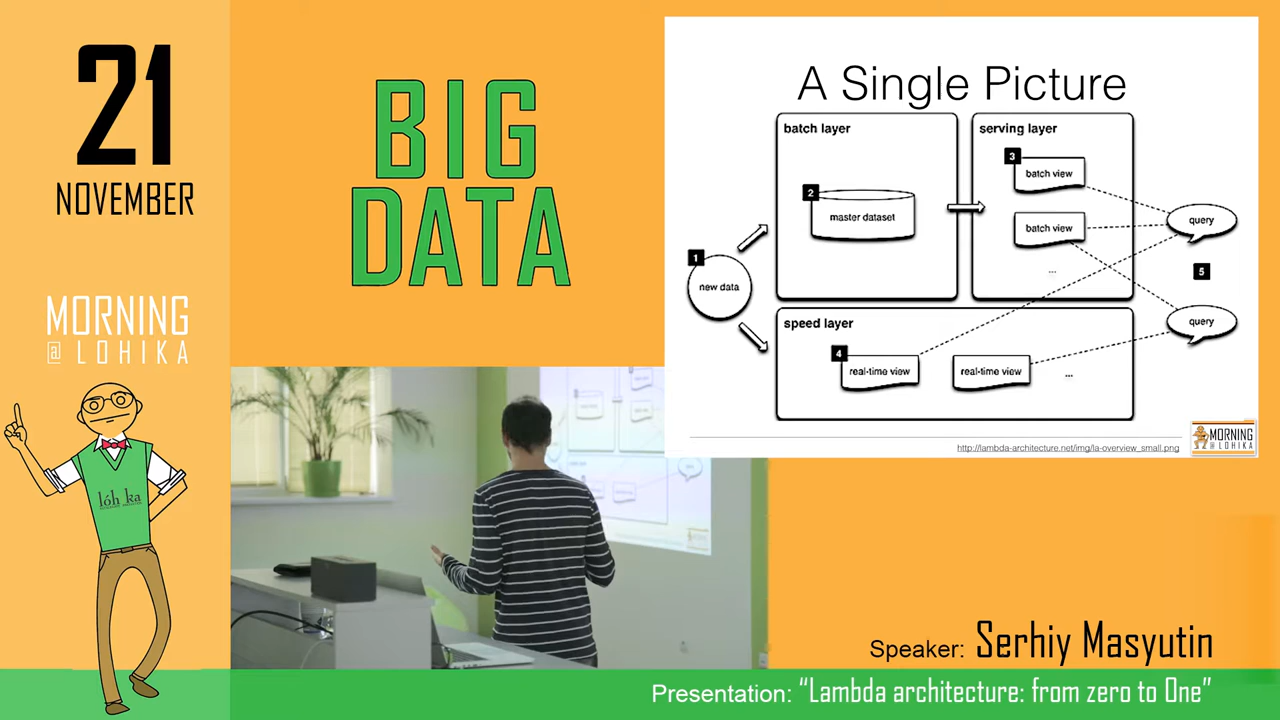 21
NOVEMBER
MORNING
@ LOHIKA
lóh ka
BIG
DATA
A Single Picture
batch layer
serving layer
3
batch view
2
master dataset
query
batch view
1
new data
...
5
speed layer
query
4
real-time view
real-time view
...
http://lambda-architecture.net/img/la-overview_small.png
MORNING
@ LOHIKA
Speaker: Serhiy Masyutin
Presentation: “Lambda architecture: from zero to One”